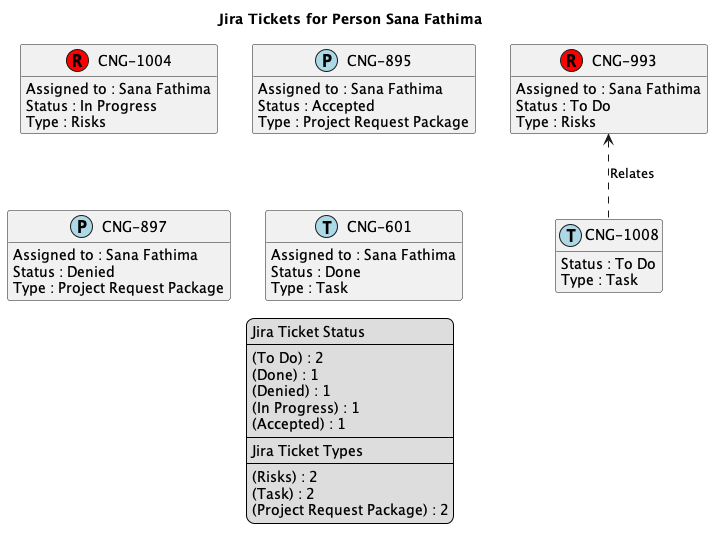 Jira Tickets for Person Sana Fathima
R CNG-1004
Assigned to : Sana Fathima
Status : In Progress
Type : Risks
P CNG-895
Assigned to : Sana Fathima
Status : Accepted
Type : Project Request Package
R CNG-993
Assigned to : Sana Fathima
Status : To Do
Type : Risks
Relates
P CNG-897
Assigned to : Sana Fathima
Status : Denied
Type : Project Request Package
T CNG-601
Assigned to : Sana Fathima
Status : Done
Type : Task
T CNG-1008
Status : To Do
Type : Task
Jira Ticket Status
(To Do) : 2
(Done) : 1
(Denied) : 1
(In Progress) : 1
(Accepted) : 1
Jira Ticket Types
(Risks) : 2
(Task) : 2
(Project Request Package) : 2